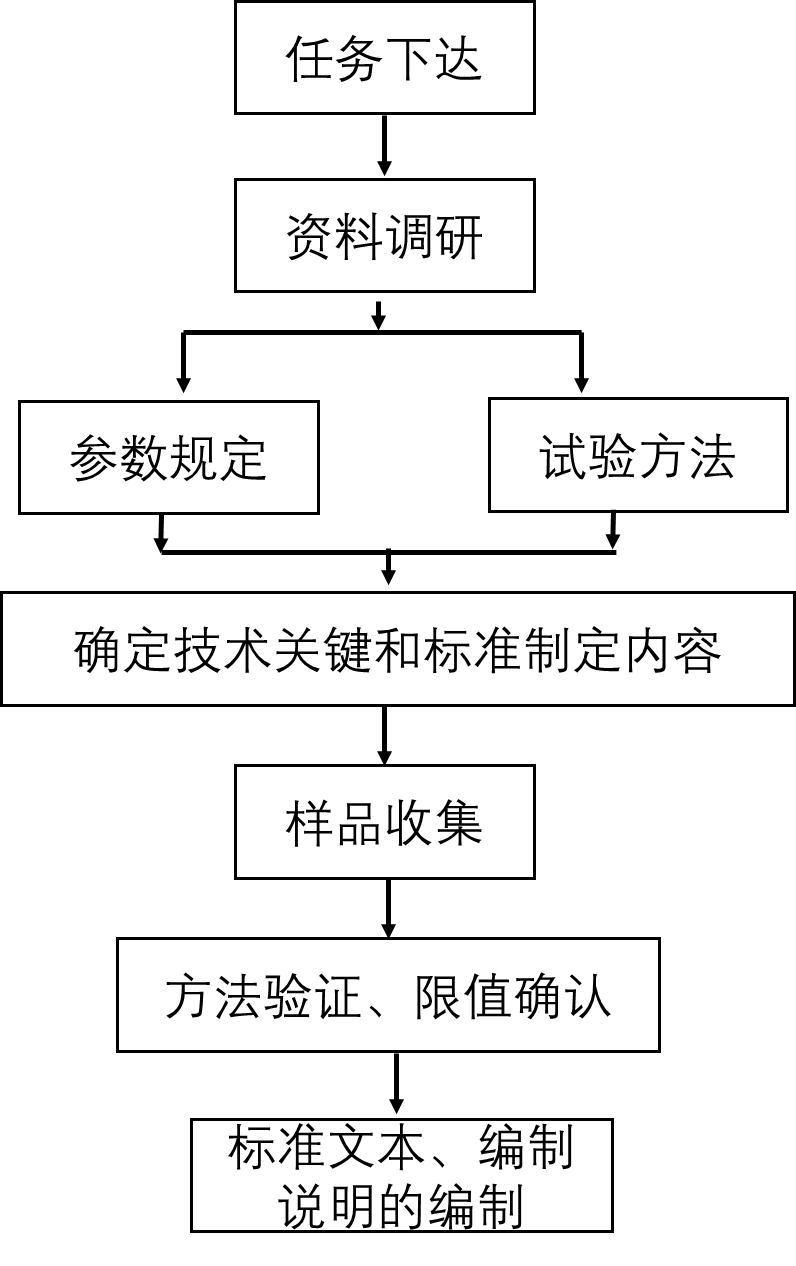 任务下达
资料调研
参数规定
试验方法
确定技术关键和标准制定内容
样品收集
方法验证、限值确认
标准文本、编制
说明的编制